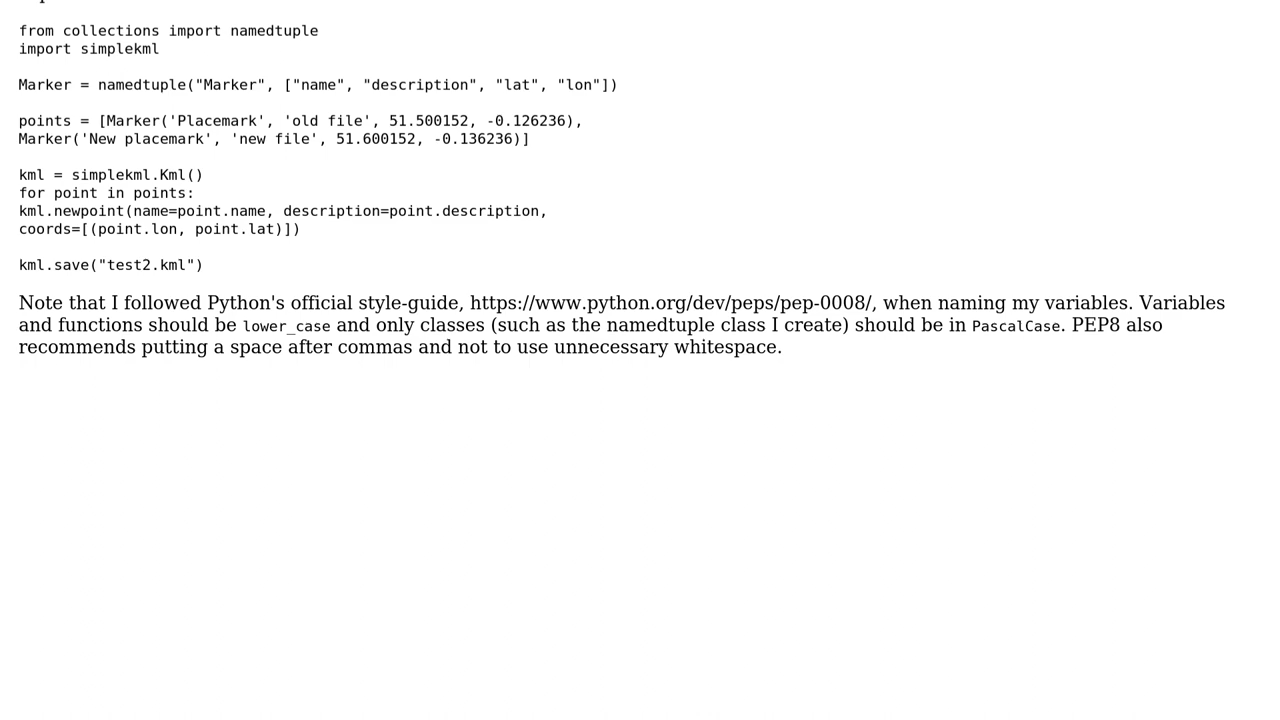 from collections import namedtuple
import simplekml
Marker = namedtuple("Marker", ["name", "description", "lat", "lon"])
points = [Marker('Placemark', 'old file', 51.500152, -0.126236),
Marker('New placemark', 'new file', 51.600152, -0.136236)]
kml = simplekml.Kml()
for point in points:
kml.newpoint(name=point.name, description=point.description,
coords=[(point.lon, point.lat)])
kml.save("test2.kml")
Note that I followed Python's official style-guide, https://www.python.org/dev/peps/pep-0008/, when naming my variables. Variables
and functions should be lower_case and only classes (such as the namedtuple class I create) should be in PascalCase. PEP8 also
recommends putting a space after commas and not to use unnecessary whitespace.